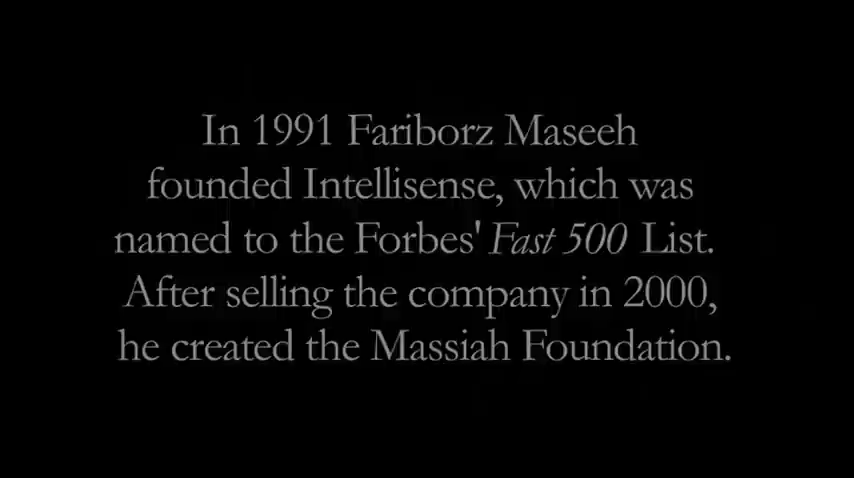 In 1991 Fariborz Maseeh
founded Intellisense, which was
named to the Forbes' Fast 500 List.
After selling the company in 2000,
he created the Massiah Foundation.